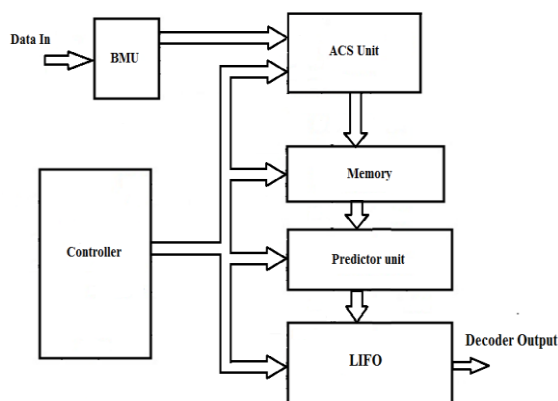 Data In
BMU
ACS Unit
Memory
Controller
Predictor unit
Decoder Output
LIFO